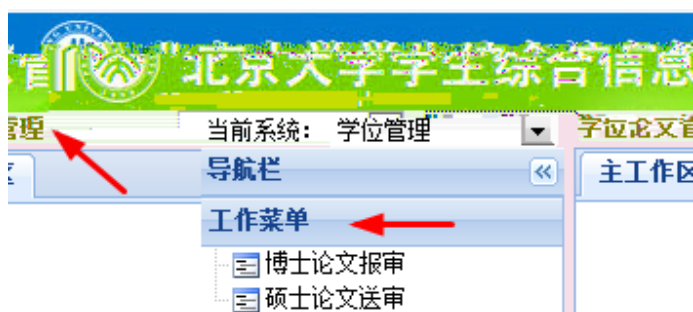 北京大学学生综合信息
管理
当前系统： 学位管理
学位论文
导航栏
主工作区
工作菜单
博士论文报审
硕士论文送审